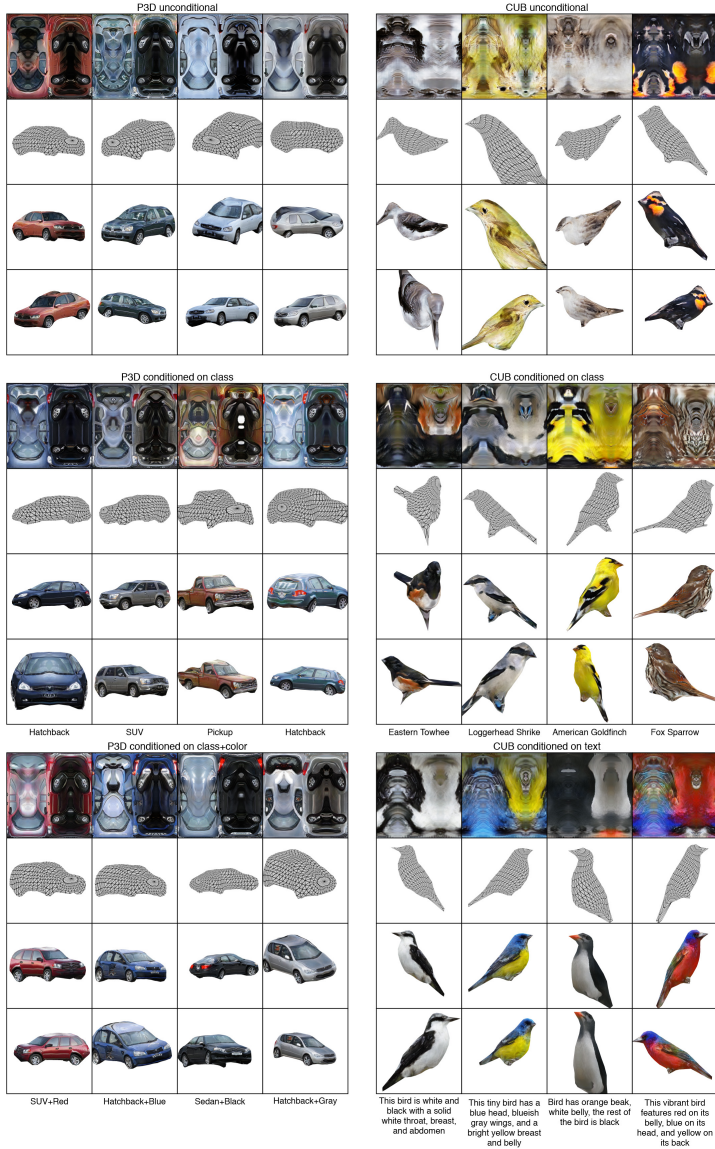 P3D unconditional
CUB unconditional
P3D conditioned on class
CUB conditioned on class
Hatchback
SUV
Pickup
Hatchback
Eastern Towhee
Loggerhead Shrike
American Goldfinch
Fox Sparrow
P3D conditioned on class+color
CUB conditioned on text
SUV+Red
Hatchback+Blue
Sedan+Black
Hatchback+Gray
This bird is white and
black with a solid
white throat, breast,
and abdomen
This tiny bird has a
blue head, blueish
gray wings, and a
bright yellow breast
and belly
Bird has orange beak,
white belly, the rest of
the bird is black
This vibrant bird
features red on its
belly, blue on its
head, and yellow on
its back